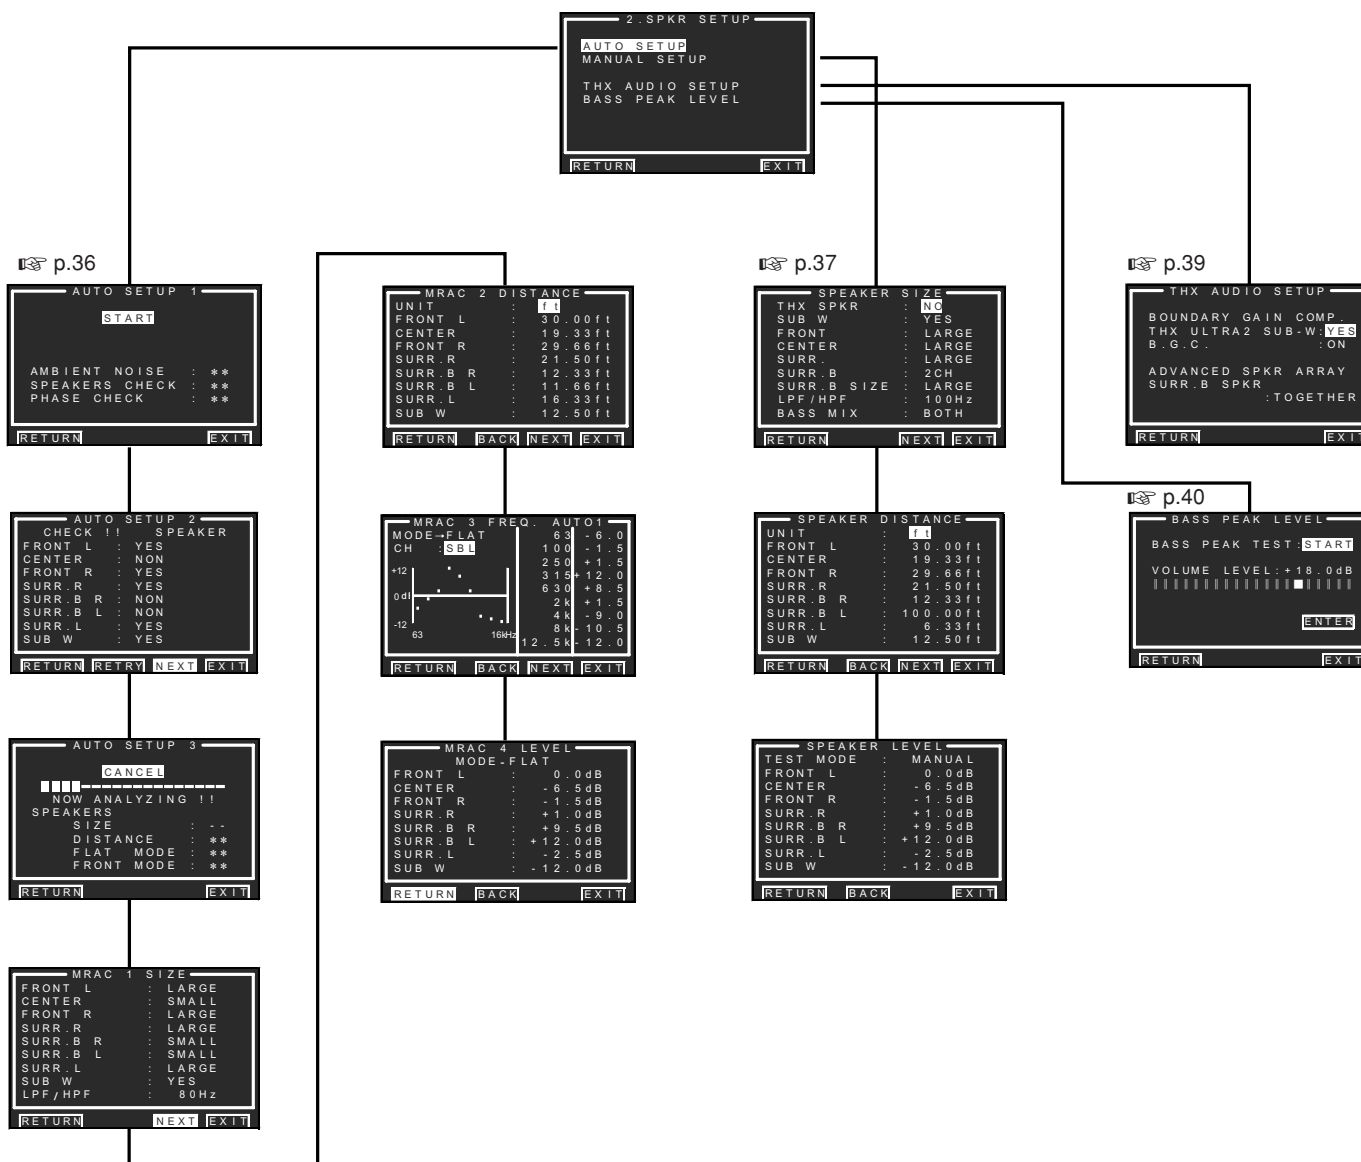 2.SPKR SETUP
AUTO SETUP
MANUAL SETUP
THX AUDIO SETUP
BASS PEAK LEVEL
RETURN EXIT
☞ p.36
AUTO SETUP 1
START
AMBIENT NOISE : **
SPEAKERS CHECK : **
PHASE CHECK : **
RETURN EXIT
AUTO SETUP 2
CHECK !! SPEAKER
FRONT L : YES
CENTER : NON
FRONT R : YES
SURR.R : YES
SURR.B R : NON
SURR.B L : NON
SURR.L : YES
SUB W : YES
RETURN RETRY NEXT EXIT
AUTO SETUP 3
CANCEL
NOW ANALYZING !!
SPEAKERS
SIZE : --
DISTANCE : **
FLAT MODE : **
FRONT MODE : **
RETURN EXIT
MRAC 1 SIZE
FRONT L : LARGE
CENTER : SMALL
FRONT R : LARGE
SURR.R : LARGE
SURR.B R : SMALL
SURR.B L : SMALL
SURR.L : LARGE
SUB W : YES
LPF/HPF : 80Hz
RETURN NEXT EXIT
MRAC 2 DISTANCE
UNIT : ft
FRONT L : 30.00ft
CENTER : 19.33ft
FRONT R : 29.66ft
SURR.R : 21.50ft
SURR.B R : 12.33ft
SURR.B L : 11.66ft
SURR.L : 16.33ft
SUB W : 12.50ft
RETURN BACK NEXT EXIT
MRAC 3 FREQ. AUTO1
MODE→FLAT 63 -6.0
CH :SBL 100 -1.5
250 +1.5
+12 315 +12.0
630 +8.5
0dB 2k +1.5
4k -9.0
-12 8k -10.5
63 16kHz 12.5k -12.0
RETURN BACK NEXT EXIT
MRAC 4 LEVEL
MODE-FLAT
FRONT L : 0.0dB
CENTER : -6.5dB
FRONT R : -1.5dB
SURR.R : +1.0dB
SURR.B R : +9.5dB
SURR.B L : +12.0dB
SURR.L : -2.5dB
SUB W : -12.0dB
RETURN BACK EXIT
☞ p.37
SPEAKER SIZE
THX SPKR : NO
SUB W : YES
FRONT : LARGE
CENTER : LARGE
SURR. : LARGE
SURR.B : 2CH
SURR.B SIZE : LARGE
LPF/HPF : 100Hz
BASS MIX : BOTH
RETURN NEXT EXIT
SPEAKER DISTANCE
UNIT : ft
FRONT L : 30.00ft
CENTER : 19.33ft
FRONT R : 29.66ft
SURR.R : 21.50ft
SURR.B R : 12.33ft
SURR.B L : 100.00ft
SURR.L : 6.33ft
SUB W : 12.50ft
RETURN BACK NEXT EXIT
SPEAKER LEVEL
TEST MODE : MANUAL
FRONT L : 0.0dB
CENTER : -6.5dB
FRONT R : -1.5dB
SURR.R : +1.0dB
SURR.B R : +9.5dB
SURR.B L : +12.0dB
SURR.L : -2.5dB
SUB W : -12.0dB
RETURN BACK EXIT
☞ p.39
THX AUDIO SETUP
BOUNDARY GAIN COMP.
THX ULTRA2 SUB-W:YES
B.G.C. :ON
ADVANCED SPKR ARRAY
SURR.B SPKR
:TOGETHER
RETURN EXIT
☞ p.40
BASS PEAK LEVEL
BASS PEAK TEST:START
VOLUME LEVEL:+18.0dB
ENTER
RETURN EXIT